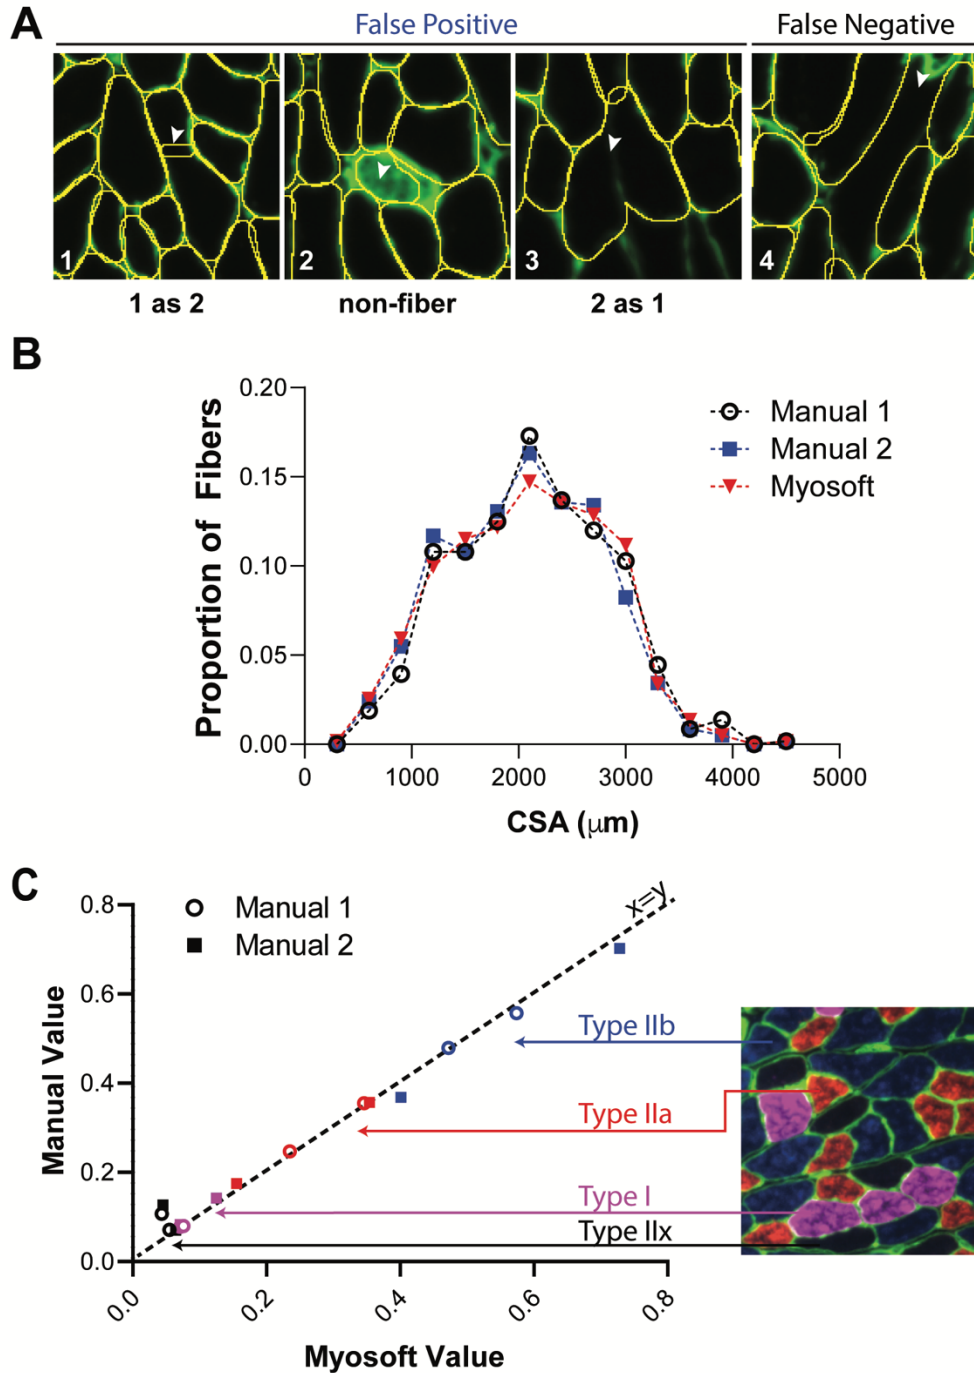 A
False Positive
False Negative
1
2
3
4
1 as 2
non-fiber
2 as 1
B
Proportion of Fibers
0.20
0.15
0.10
0.05
0.00
Manual 1
Manual 2
Myosoft
0
1000
2000
3000
4000
5000
CSA (μm)
C
Manual Value
0.8
0.6
0.4
0.2
0.0
Manual 1
Manual 2
x=y
Type IIb
Type IIa
Type I
Type IIx
0.0
0.2
0.4
0.6
0.8
Myosoft Value